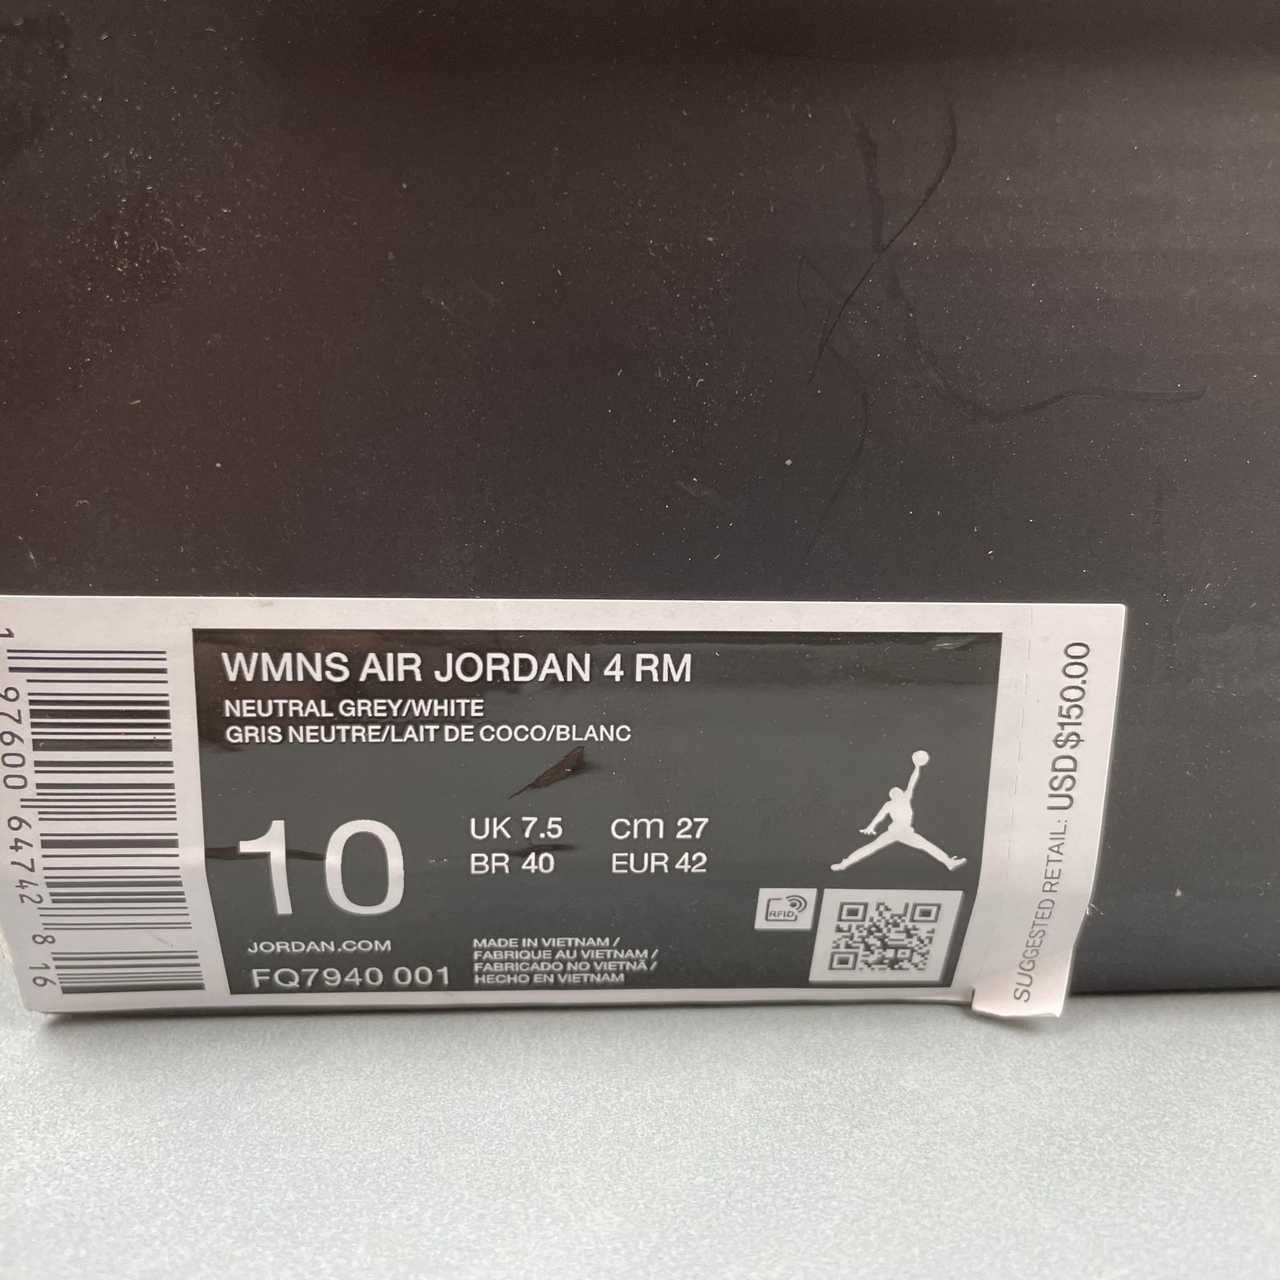 WMNS AIR JORDAN 4 RM
NEUTRAL GREY/WHITE
GRIS NEUTRE/LAIT DE COCO/BLANC
10
UK 7.5
cm 27
BR 40
EUR 42
JORDAN.COM
FQ7940 001
MADE IN VIETNAM /
FABRIQUE AU VIETNAM /
FABRICADO NO VIETNÃ /
HECHO EN VIETNAM
RFID
SUGGESTED RETAIL: USD $150.00
1 97600 64742 8 16